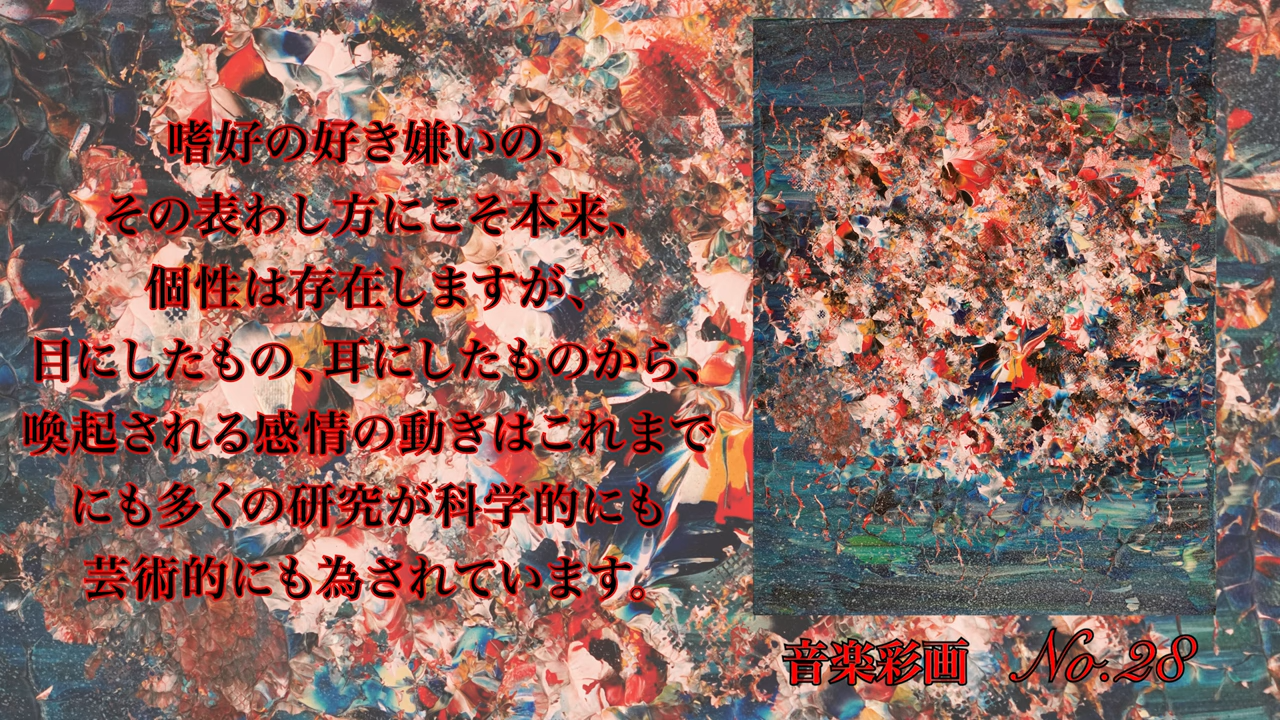 嗜好の好き嫌いの、
その表わし方にこそ本来、
個性は存在しますが、
目にしたもの、耳にしたものから、
喚起される感情の動きはこれまで
にも多くの研究が科学的にも
芸術的にも為されています。
音楽彩画 No.28